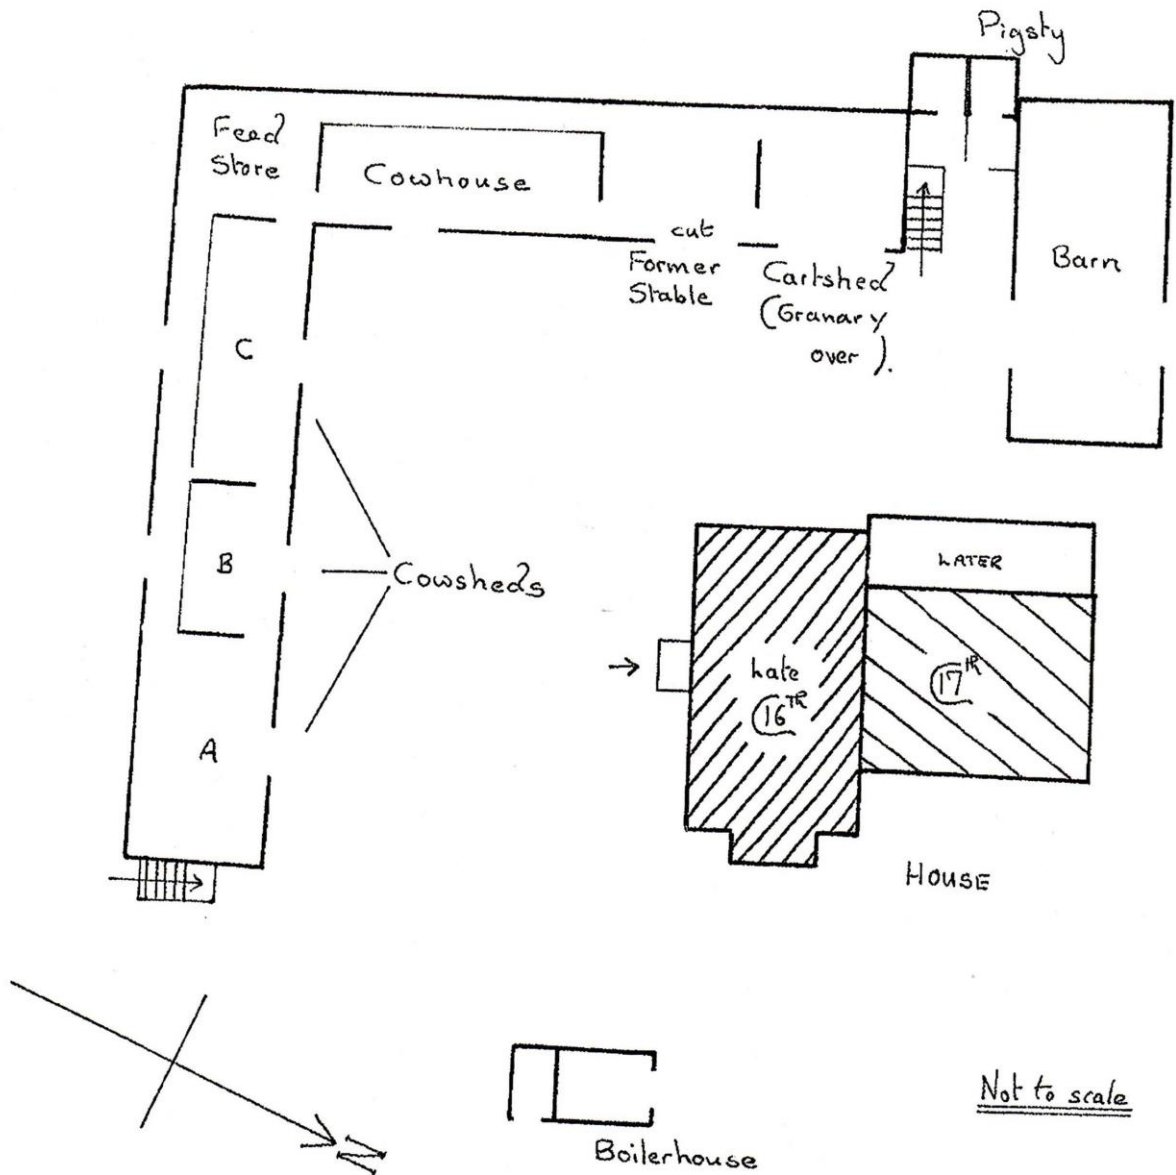 Pigsty
Feed
Store
Cowhouse
cut
Former
Stable
Cartshed
(Granary
over).
Barn
C
B
Cowsheds
A
LATER
Late
C16TH
C17th
HOUSE
N
Boilerhouse
Not to scale